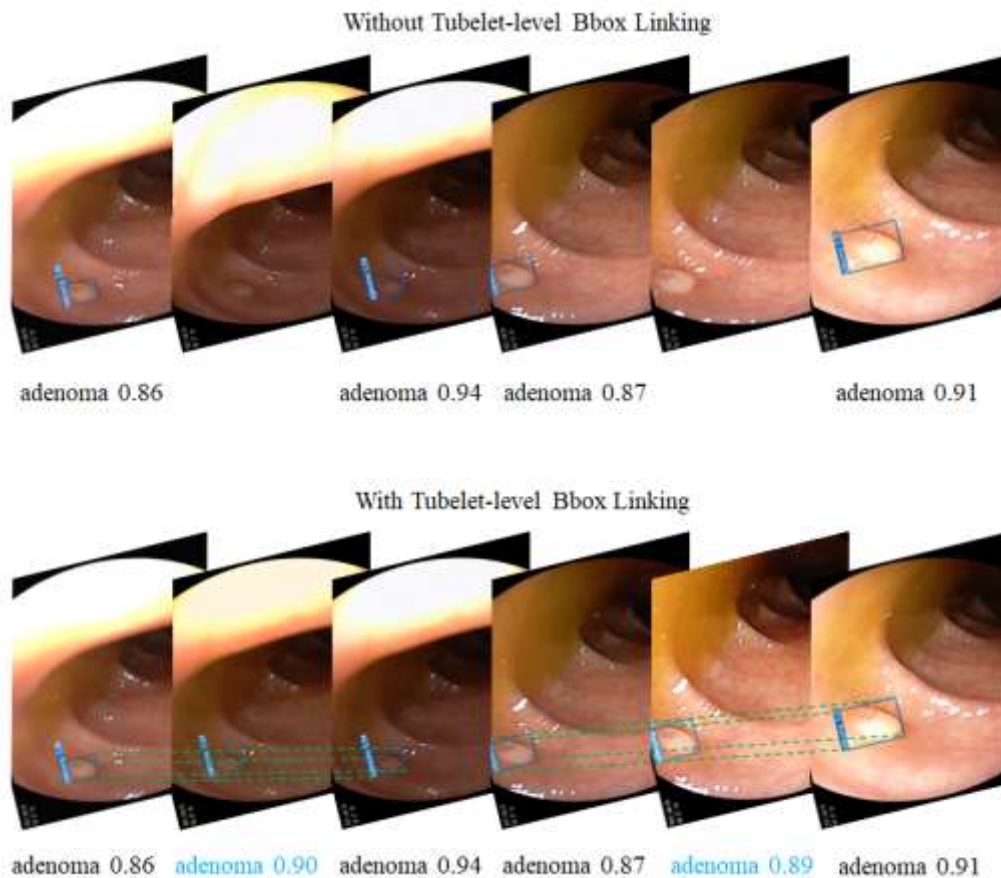 Without Tubelet-level Bbox Linking
adenoma 0.86 adenoma 0.94 adenoma 0.87 adenoma 0.91
With Tubelet-level Bbox Linking
adenoma 0.86 adenoma 0.90 adenoma 0.94 adenoma 0.87 adenoma 0.89 adenoma 0.91